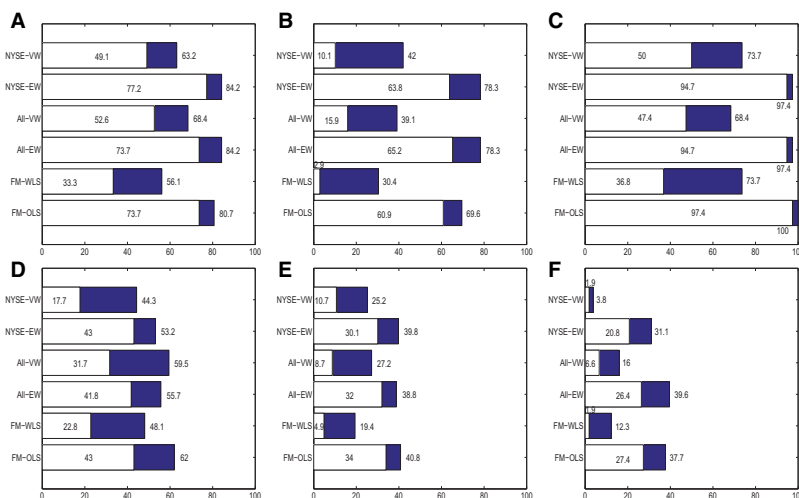 A
NYSE-VW 49.1 63.2
NYSE-EW 77.2 84.2
All-VW 52.6 68.4
All-EW 73.7 84.2
FM-WLS 33.3 56.1
FM-OLS 73.7 80.7
0 20 40 60 80 100
B
NYSE-VW 10.1 42
NYSE-EW 63.8 78.3
All-VW 15.9 39.1
All-EW 65.2 78.3
FM-WLS 2.9 30.4
FM-OLS 60.9 69.6
0 20 40 60 80 100
C
NYSE-VW 50 73.7
NYSE-EW 94.7 97.4
All-VW 47.4 68.4
All-EW 94.7 97.4
FM-WLS 36.8 73.7
FM-OLS 97.4 100
0 20 40 60 80 100
D
NYSE-VW 17.7 44.3
NYSE-EW 43 53.2
All-VW 31.7 59.5
All-EW 41.8 55.7
FM-WLS 22.8 48.1
FM-OLS 43 62
0 20 40 60 80 100
E
NYSE-VW 10.7 25.2
NYSE-EW 30.1 39.8
All-VW 8.7 27.2
All-EW 32 38.8
FM-WLS 4.9 19.4
FM-OLS 34 40.8
0 20 40 60 80 100
F
NYSE-VW 1.9 3.8
NYSE-EW 20.8 31.1
All-VW 6.6 16
All-EW 26.4 39.6
FM-WLS 1.9 12.3
FM-OLS 27.4 37.7
0 20 40 60 80 100